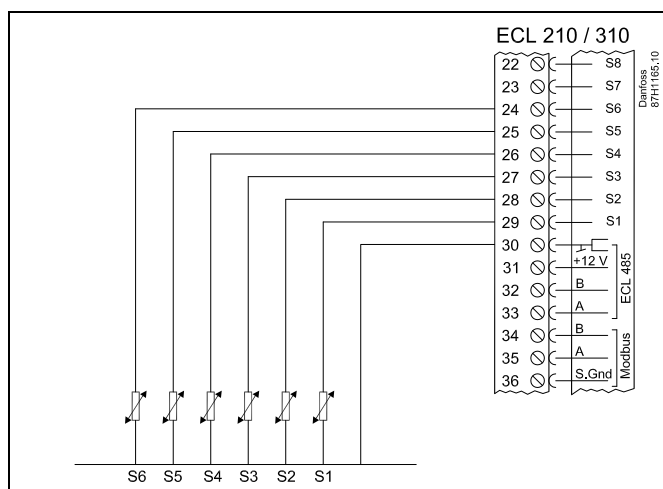 ECL 210 / 310
22 S8
23 S7
24 S6
25 S5
26 S4
27 S3
28 S2
29 S1
30
31 +12 V
32 B
33 A
34 B
35 A
36 S.Gnd
ECL 485
Modbus
Danfoss
87H1165.10
S6 S5 S4 S3 S2 S1